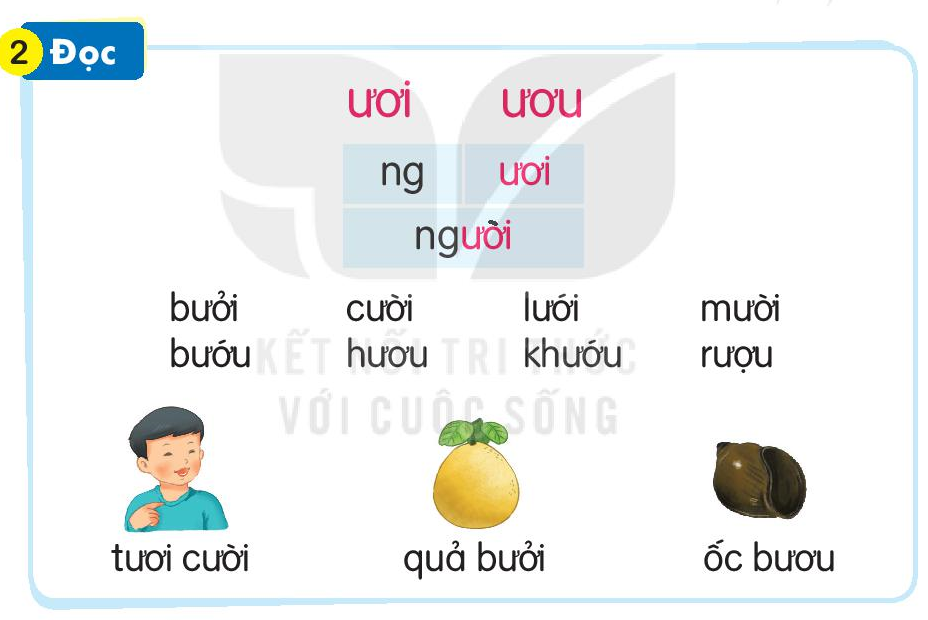 2 Đọc
ươi ươu
ng ươi
người
bưởi cười lưới mười
bướu hươu khướu rượu
KẾT NỐI TRI THỨC
VỚI CUỘC SỐNG
tươi cười quả bưởi ốc bươu